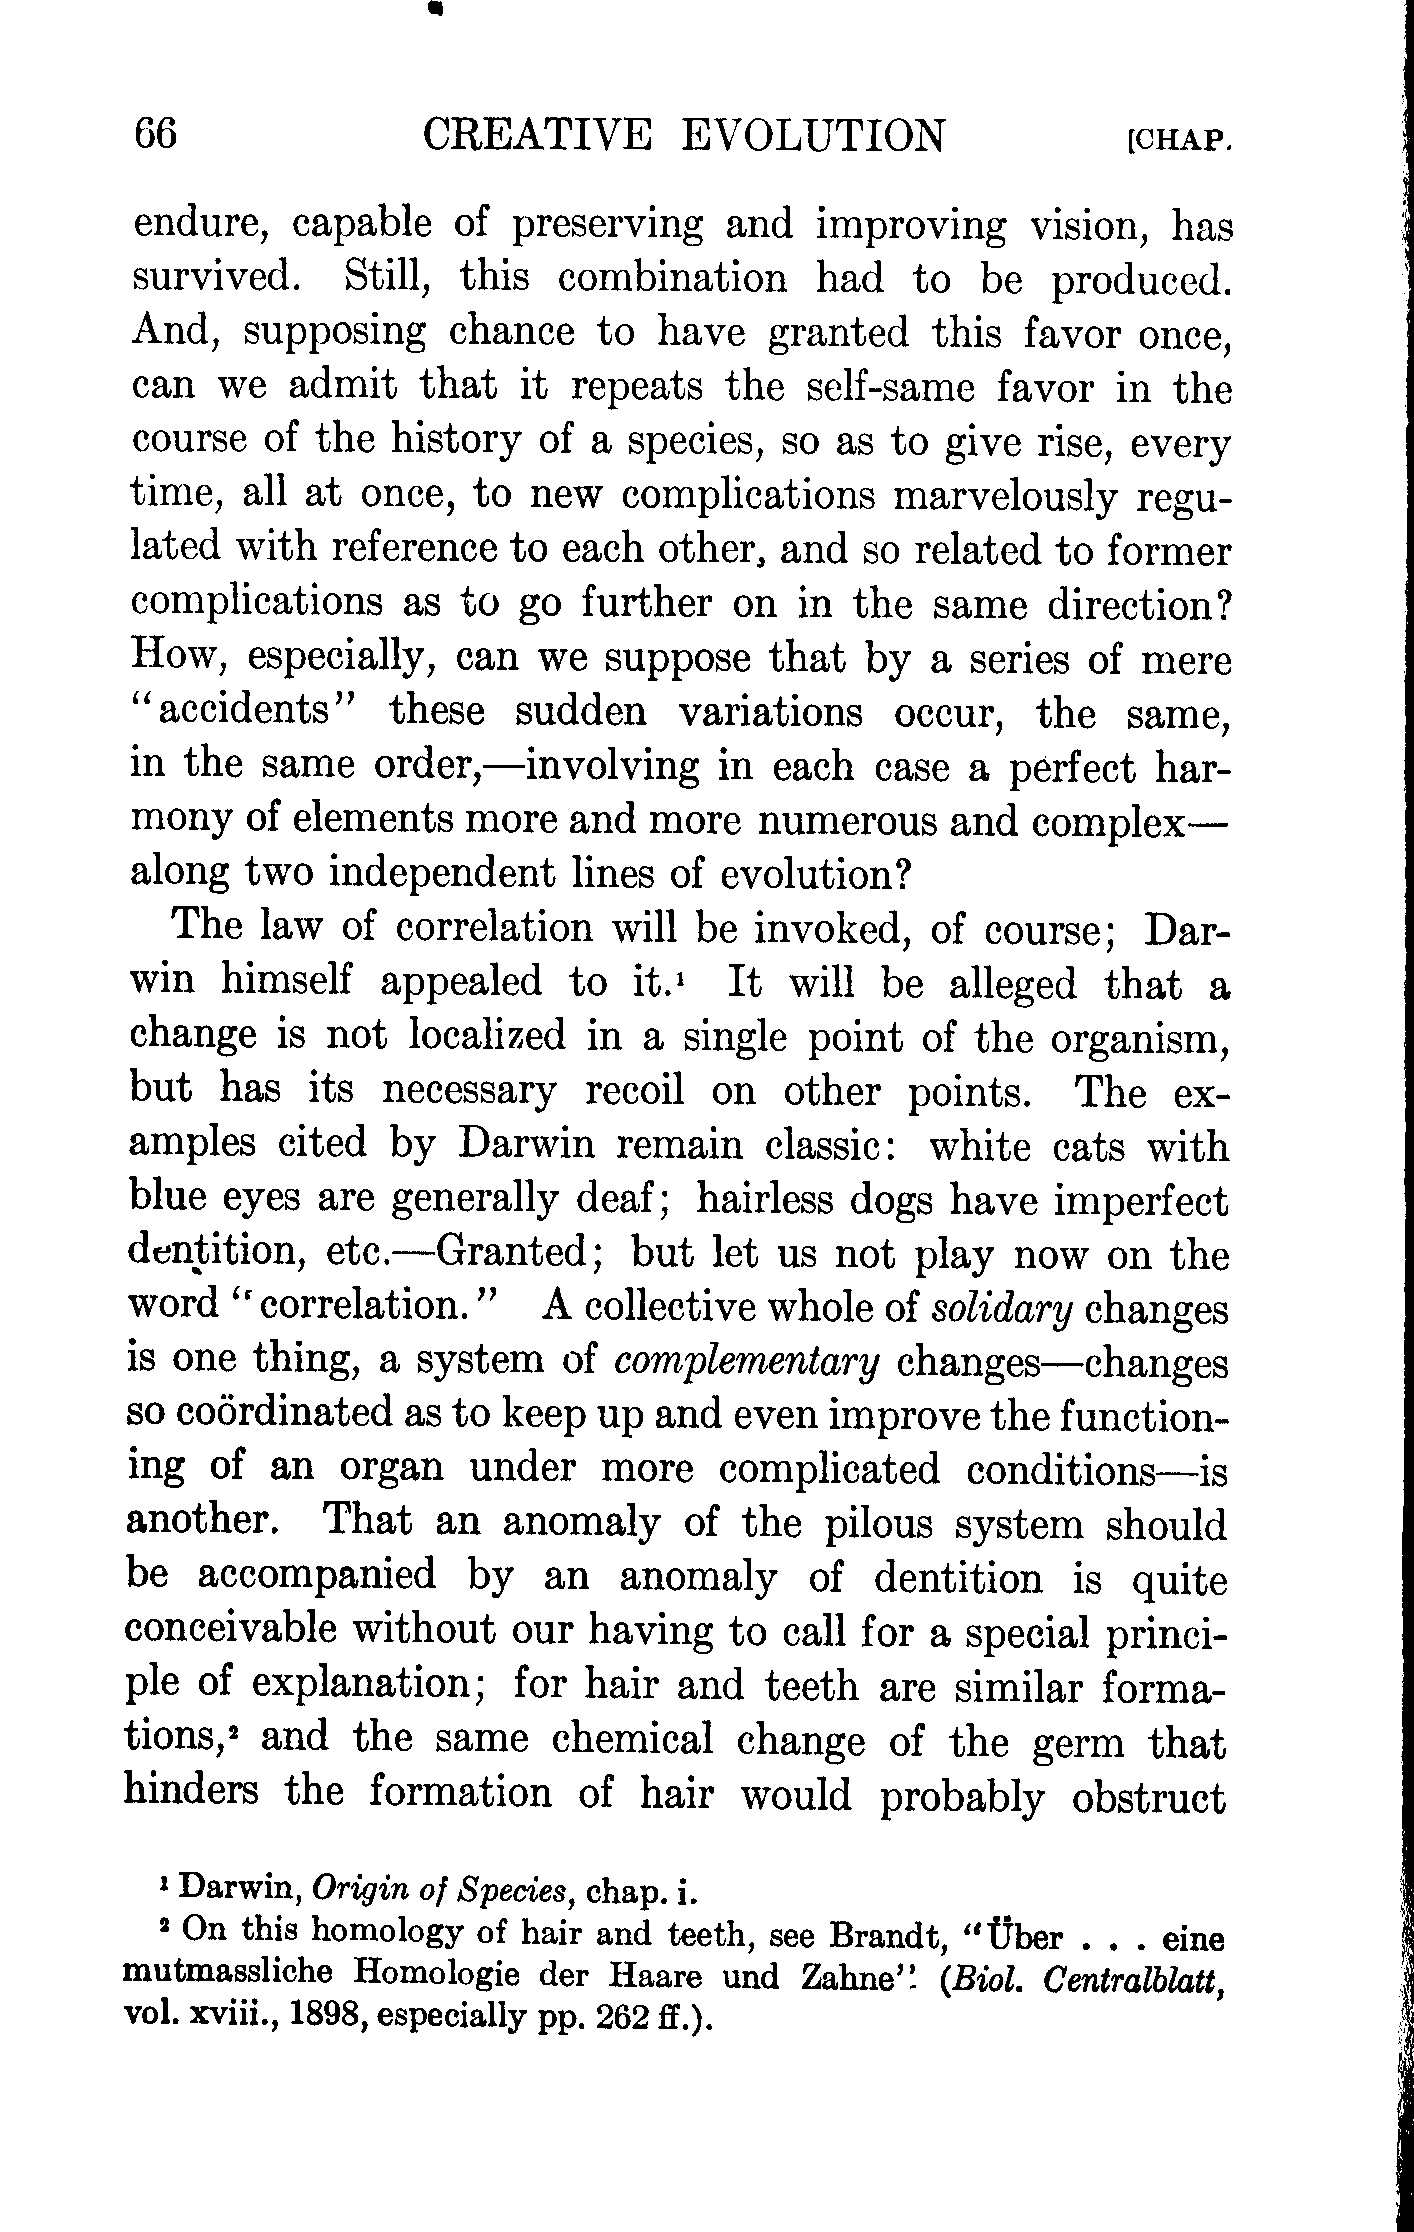 66 CREATIVE EVOLUTION [CHAP.
endure, capable of preserving and improving vision, has
survived. Still, this combination had to be produced.
And, supposing chance to have granted this favor once,
can we admit that it repeats the self-same favor in the
course of the history of a species, so as to give rise, every
time, all at once, to new complications marvelously regu-
lated with reference to each other, and so related to former
complications as to go further on in the same direction?
How, especially, can we suppose that by a series of mere
"accidents" these sudden variations occur, the same,
in the same order,—involving in each case a perfect har-
mony of elements more and more numerous and complex—
along two independent lines of evolution?
The law of correlation will be invoked, of course; Dar-
win himself appealed to it.¹ It will be alleged that a
change is not localized in a single point of the organism,
but has its necessary recoil on other points. The ex-
amples cited by Darwin remain classic: white cats with
blue eyes are generally deaf; hairless dogs have imperfect
dentition, etc.—Granted; but let us not play now on the
word "correlation." A collective whole of solidary changes
is one thing, a system of complementary changes—changes
so coördinated as to keep up and even improve the function-
ing of an organ under more complicated conditions—is
another. That an anomaly of the pilous system should
be accompanied by an anomaly of dentition is quite
conceivable without our having to call for a special princi-
ple of explanation; for hair and teeth are similar forma-
tions,² and the same chemical change of the germ that
hinders the formation of hair would probably obstruct
¹ Darwin, Origin of Species, chap. i.
² On this homology of hair and teeth, see Brandt, "Über . . . eine
mutmassliche Homologie der Haare und Zahne" (Biol. Centralblatt,
vol. xviii., 1898, especially pp. 262 ff.).